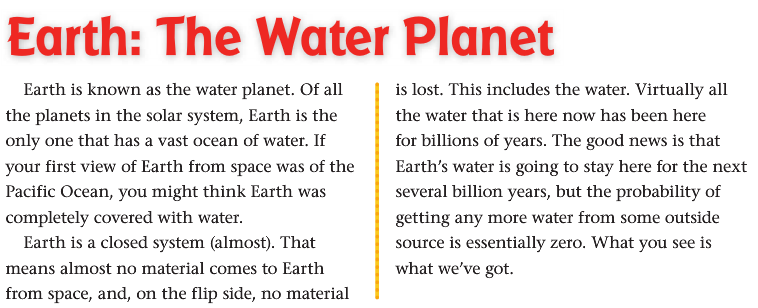 Earth: The Water Planet
Earth is known as the water planet. Of all
the planets in the solar system, Earth is the
only one that has a vast ocean of water. If
your first view of Earth from space was of the
Pacific Ocean, you might think Earth was
completely covered with water.
Earth is a closed system (almost). That
means almost no material comes to Earth
from space, and, on the flip side, no material
is lost. This includes the water. Virtually all
the water that is here now has been here
for billions of years. The good news is that
Earth’s water is going to stay here for the next
several billion years, but the probability of
getting any more water from some outside
source is essentially zero. What you see is
what we’ve got.